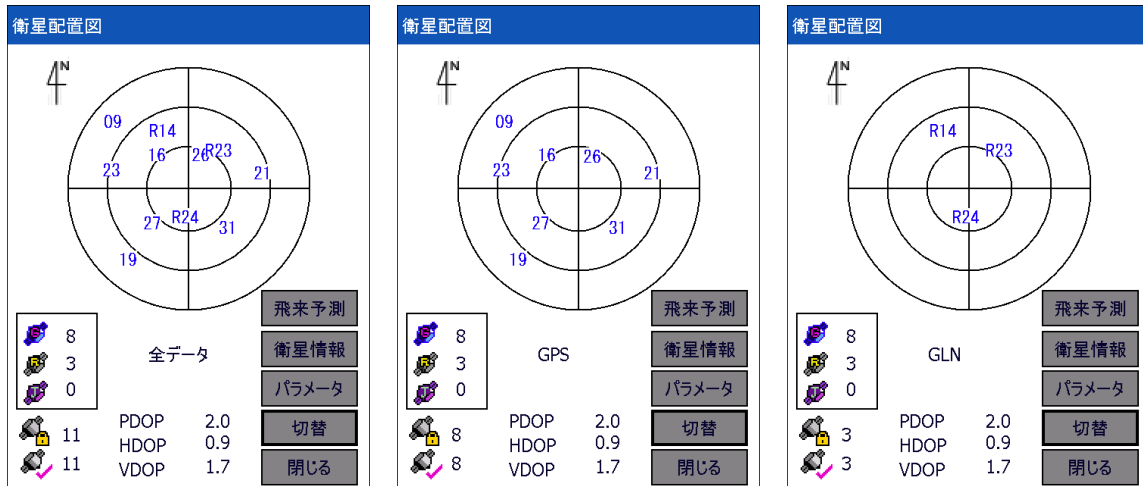 衛星配置図
N
09
R14
16
26
R23
23
21
27
R24
31
19
飛来予測
G 8
全データ
衛星情報
R 3
T 0
パラメータ
11
PDOP 2.0
切替
HDOP 0.9
11
VDOP 1.7
閉じる
衛星配置図
N
09
16
26
23
21
27
31
19
飛来予測
G 8
GPS
衛星情報
R 3
T 0
パラメータ
8
PDOP 2.0
切替
HDOP 0.9
8
VDOP 1.7
閉じる
衛星配置図
N
R14
R23
R24
飛来予測
G 8
GLN
衛星情報
R 3
T 0
パラメータ
3
PDOP 2.0
切替
HDOP 0.9
3
VDOP 1.7
閉じる